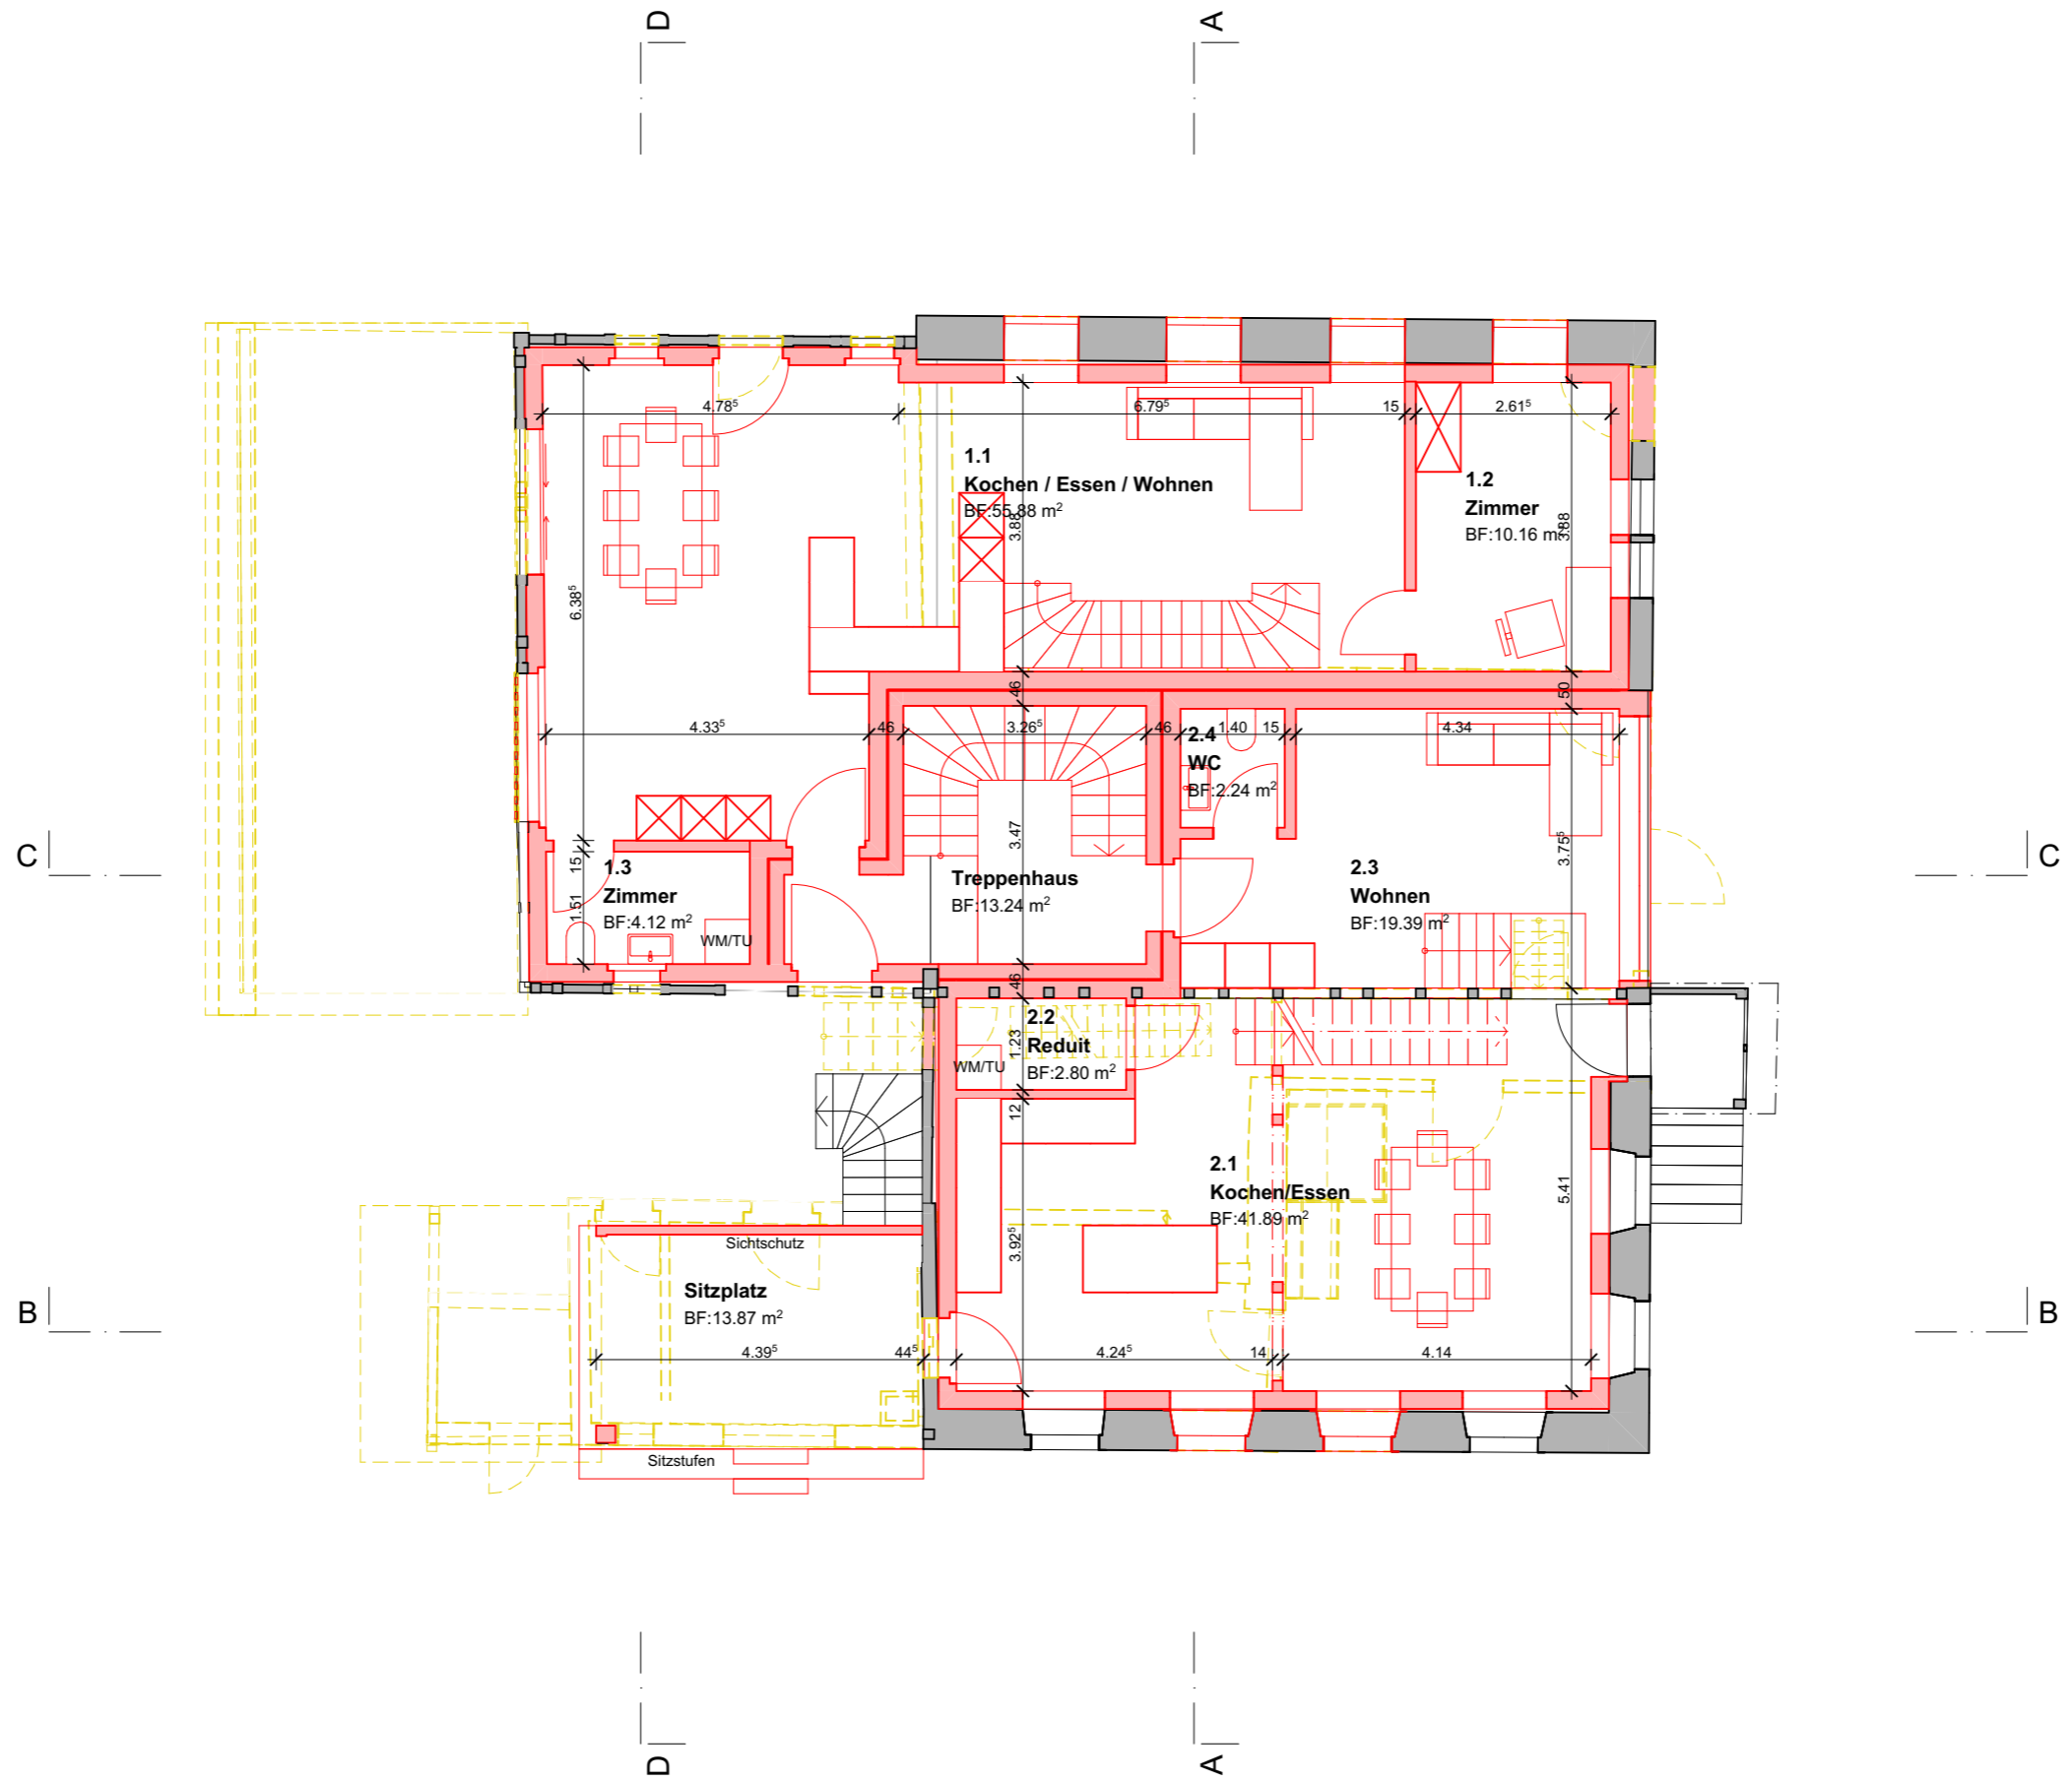 D
A
4.78⁵
6.79⁵
15
2.61⁵
1.1
Kochen / Essen / Wohnen
BF:55.88 m²
3.88
1.2
Zimmer
BF:10.16 m²
3.88
6.38⁵
46
50
4.33⁵
46
3.26⁵
46
1.40
15
4.34
2.4
WC
BF:2.24 m²
3.47
3.75⁵
C
C
15
1.3
Zimmer
BF:4.12 m²
1.51
WM/TU
Treppenhaus
BF:13.24 m²
2.3
Wohnen
BF:19.39 m²
46
2.2
Reduit
BF:2.80 m²
1.23
WM/TU
12
2.1
Kochen/Essen
BF:41.89 m²
5.41
3.92⁵
Sichtschutz
Sitzplatz
BF:13.87 m²
B
B
4.39⁵
44⁵
4.24⁵
14
4.14
Sitzstufen
D
A